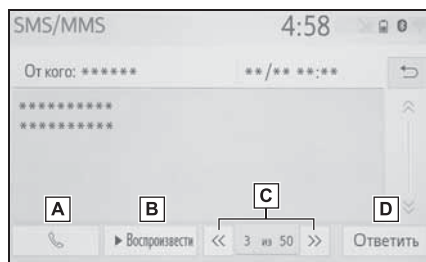 SMS/MMS 4:58
От кого: ****** **/** **:**
**********
**********
A B C D
▶ Воспроизвести << 3 из 50 >> Ответить